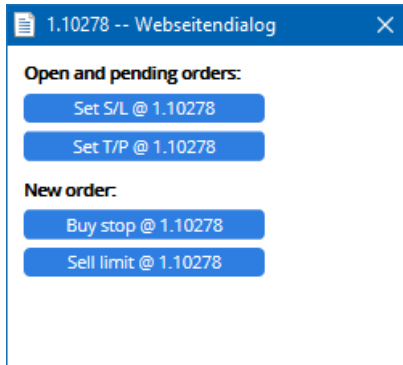 1.10278 -- Webseitendialog
Open and pending orders:
Set S/L @ 1.10278
Set T/P @ 1.10278
New order:
Buy stop @ 1.10278
Sell limit @ 1.10278